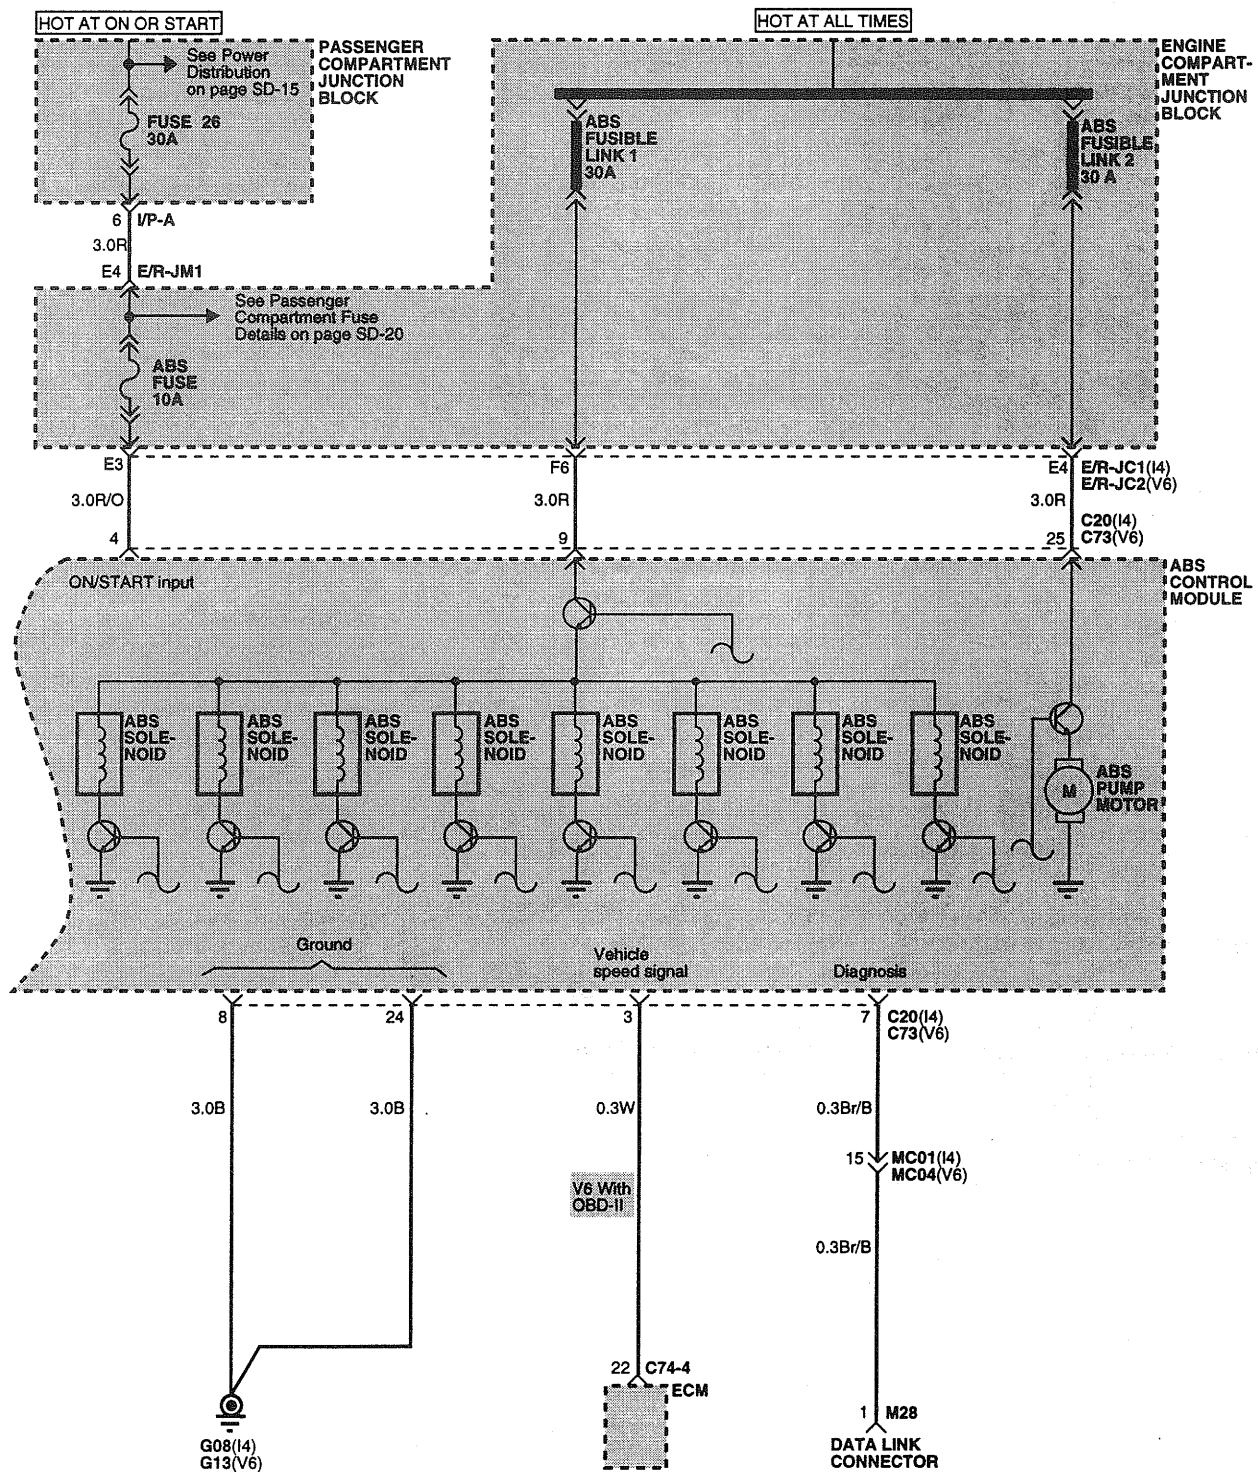 HOT AT ON OR START
HOT AT ALL TIMES
See Power
Distribution
on page SD-15
PASSENGER
COMPARTMENT
JUNCTION
BLOCK
ENGINE
COMPART-
MENT
JUNCTION
BLOCK
FUSE 26
30A
ABS
FUSIBLE
LINK 1
30A
ABS
FUSIBLE
LINK 2
30 A
6 I/P-A
3.0R
E4 E/R-JM1
See Passenger
Compartment Fuse
Details on page SD-20
ABS
FUSE
10A
E3
F6
E4 E/R-JC1(I4)
E/R-JC2(V6)
3.0R/O
3.0R
3.0R
4
9
25
C20(I4)
C73(V6)
ON/START input
ABS
CONTROL
MODULE
ABS
SOLE-
NOID
ABS
SOLE-
NOID
ABS
SOLE-
NOID
ABS
SOLE-
NOID
ABS
SOLE-
NOID
ABS
SOLE-
NOID
ABS
SOLE-
NOID
ABS
SOLE-
NOID
M
ABS
PUMP
MOTOR
Ground
Vehicle
speed signal
Diagnosis
8
24
3
7 C20(I4)
C73(V6)
3.0B
3.0B
0.3W
0.3Br/B
15 MC01(I4)
MC04(V6)
V6 With
OBD-II
0.3Br/B
22 C74-4
ECM
1 M28
DATA LINK
CONNECTOR
G08(I4)
G13(V6)